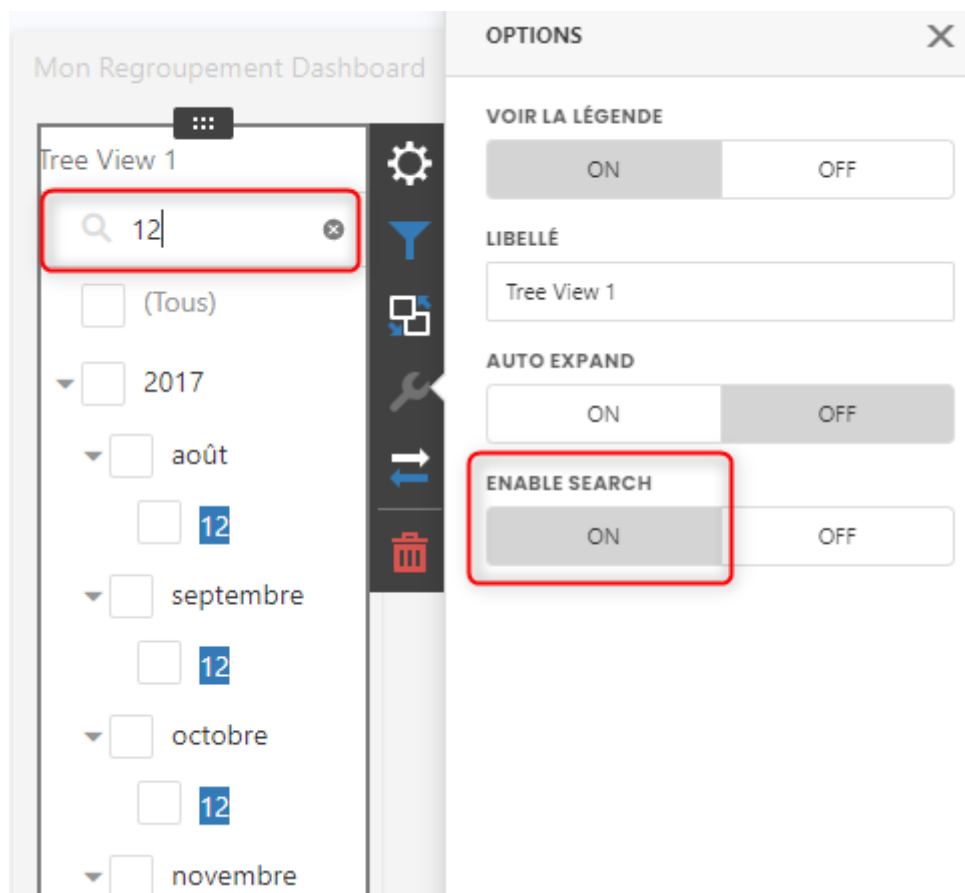 Mon Regroupement Dashboard
Tree View 1
12
(Tous)
2017
août
12
septembre
12
octobre
12
novembre
OPTIONS
VOIR LA LÉGENDE
ON OFF
LIBELLÉ
Tree View 1
AUTO EXPAND
ON OFF
ENABLE SEARCH
ON OFF